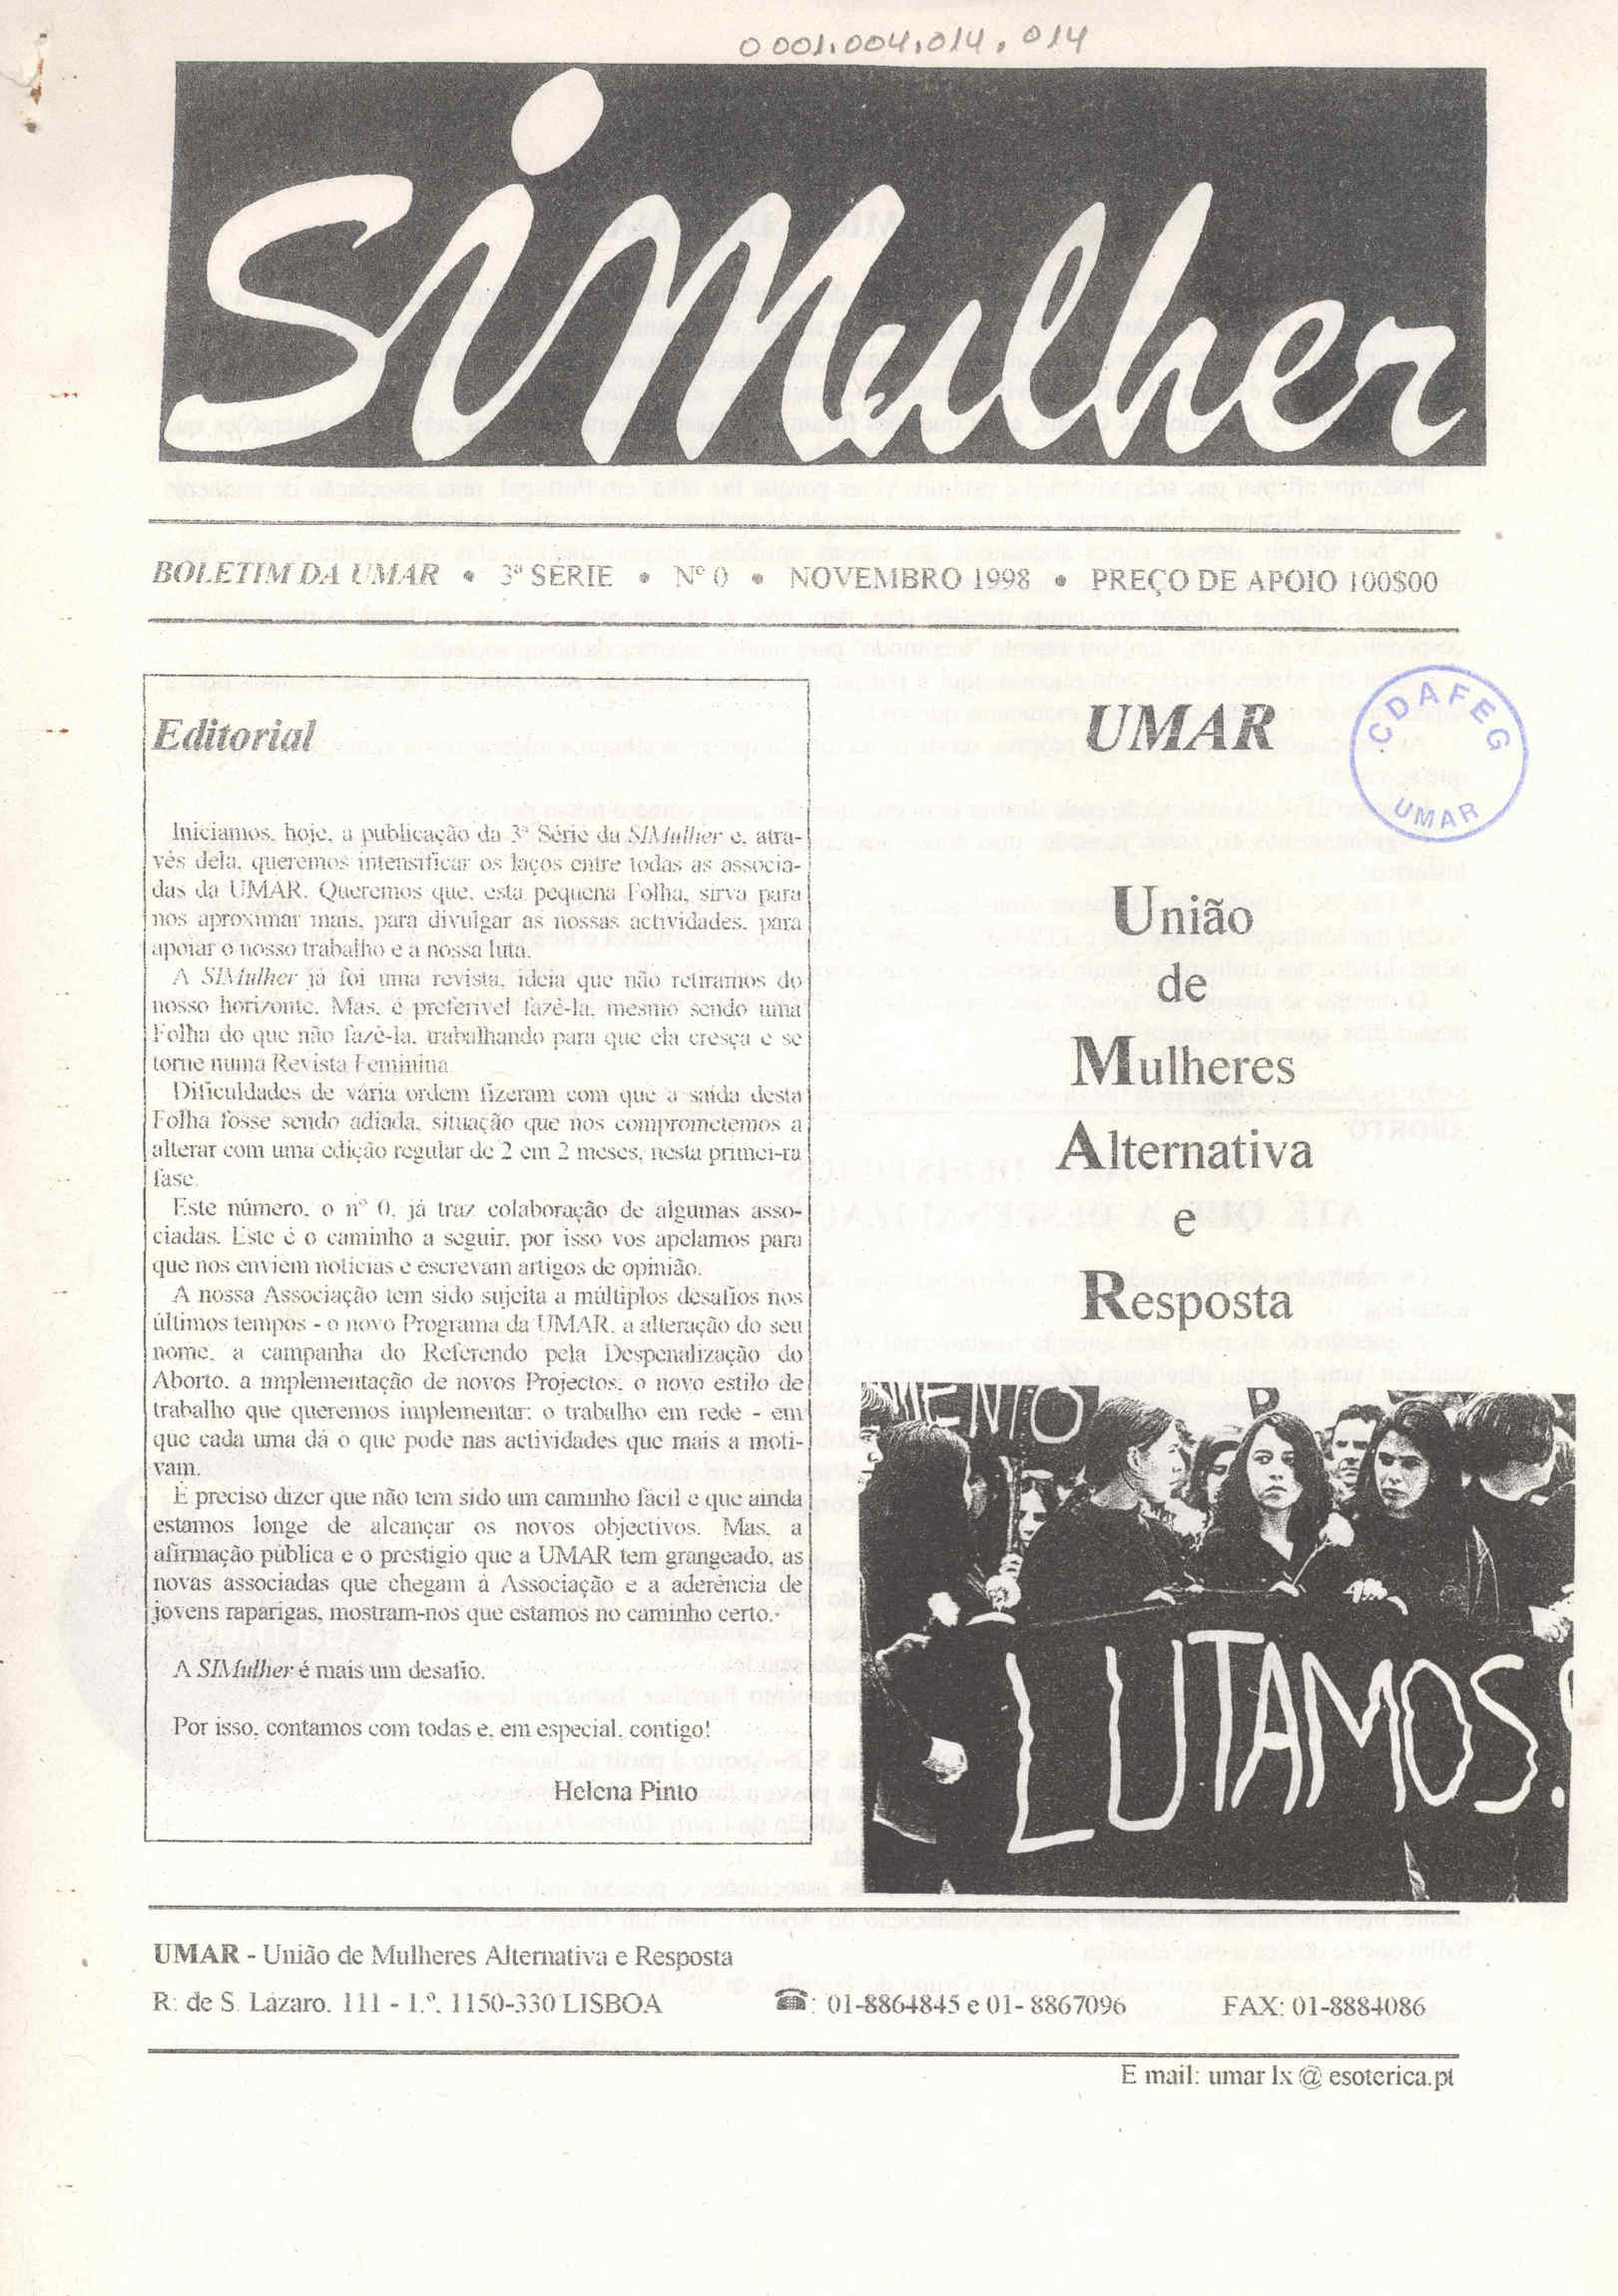 0001.004.014.014
SiMulher
BOLETIM DA UMAR • 3ª SÉRIE • Nº 0 • NOVEMBRO 1998 • PREÇO DE APOIO 100$00
Editorial
Iniciamos, hoje, a publicação da 3ª Série da SIMulher e, atra-
vés dela, queremos intensificar os laços entre todas as associa-
das da UMAR. Queremos que, esta pequena Folha, sirva para
nos aproximar mais, para divulgar as nossas actividades, para
apoiar o nosso trabalho e a nossa luta.
A SIMulher já foi uma revista, ideia que não retiramos do
nosso horizonte. Mas, é preferível fazê-la, mesmo sendo uma
Folha do que não fazê-la, trabalhando para que ela cresça e se
torne numa Revista Feminina.
Dificuldades de vária ordem fizeram com que a saída desta
Folha fosse sendo adiada, situação que nos comprometemos a
alterar com uma edição regular de 2 em 2 meses, nesta primei-ra
fase.
Este número, o nº 0, já traz colaboração de algumas asso-
ciadas. Este é o caminho a seguir, por isso vos apelamos para
que nos enviem notícias e escrevam artigos de opinião.
A nossa Associação tem sido sujeita a múltiplos desafios nos
últimos tempos - o novo Programa da UMAR, a alteração do seu
nome, a campanha do Referendo pela Despenalização do
Aborto, a implementação de novos Projectos, o novo estilo de
trabalho que queremos implementar: o trabalho em rede - em
que cada uma dá o que pode nas actividades que mais a moti-
vam.
É preciso dizer que não tem sido um caminho fácil e que ainda
estamos longe de alcançar os novos objectivos. Mas, a
afirmação pública e o prestígio que a UMAR tem grangeado, as
novas associadas que chegam à Associação e a aderência de
jovens raparigas, mostram-nos que estamos no caminho certo.
A SIMulher é mais um desafio.
Por isso, contamos com todas e, em especial, contigo!
Helena Pinto
UMAR
CDAFEG
UMAR
União
de
Mulheres
Alternativa
e
Resposta
MENTO
LUTAMOS.
UMAR - União de Mulheres Alternativa e Resposta
R: de S. Lázaro, 111 - 1.º, 1150-330 LISBOA ☎: 01-8864845 e 01- 8867096 FAX: 01-8884086
E mail: umar lx @ esoterica.pt